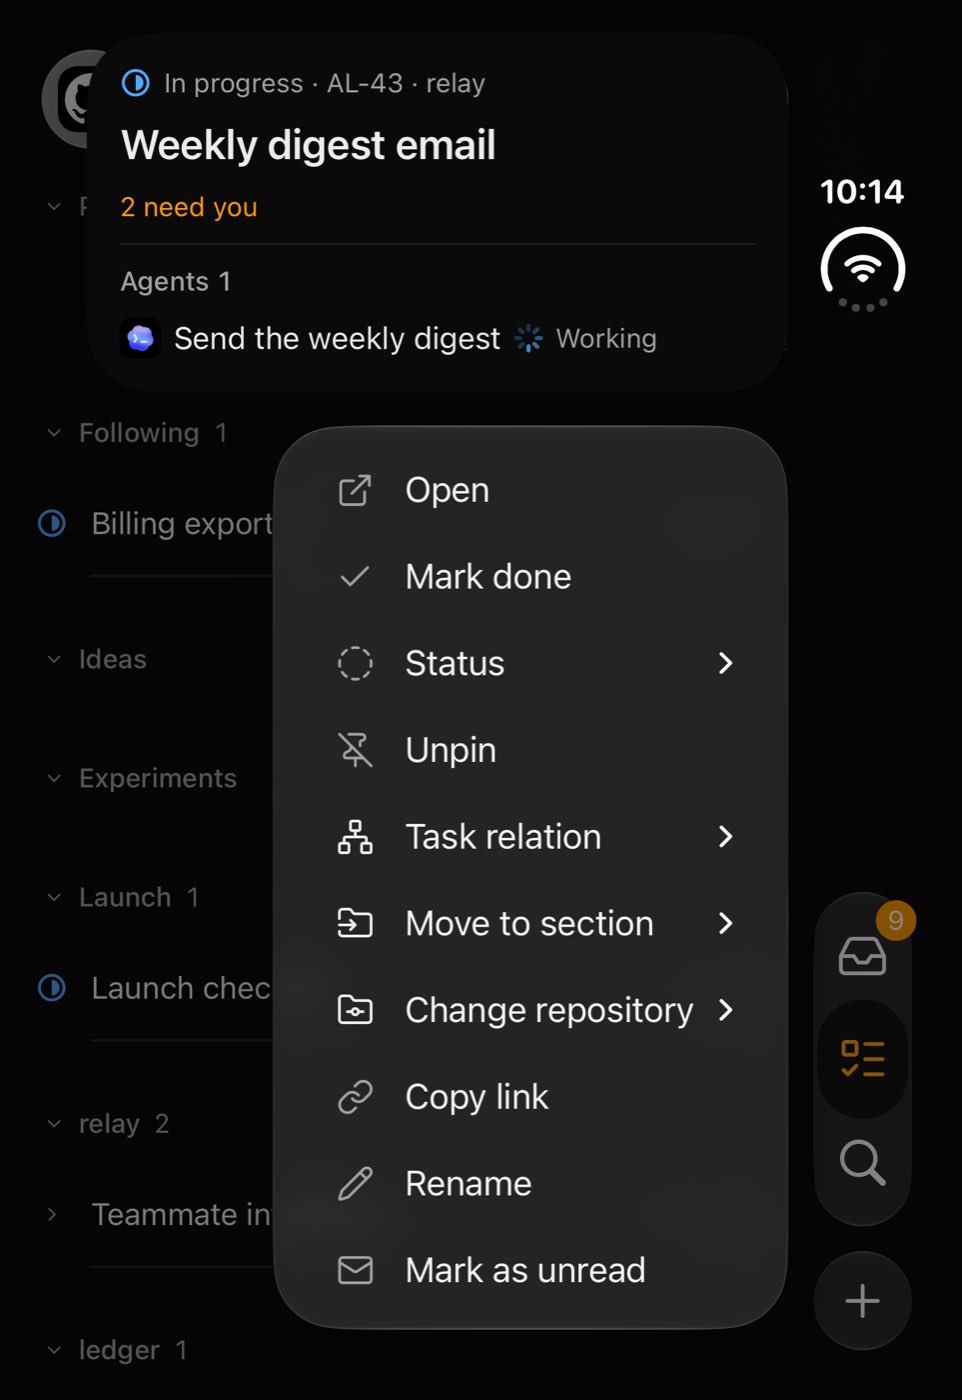 In progress · AL-43 · relay
Weekly digest email
2 need you
Agents 1
Send the weekly digest Working
10:14
Following 1
Billing export
Ideas
Experiments
Launch 1
Launch chec
relay 2
Teammate in
ledger 1
Open
Mark done
Status
Unpin
Task relation
Move to section
Change repository
Copy link
Rename
Mark as unread
9